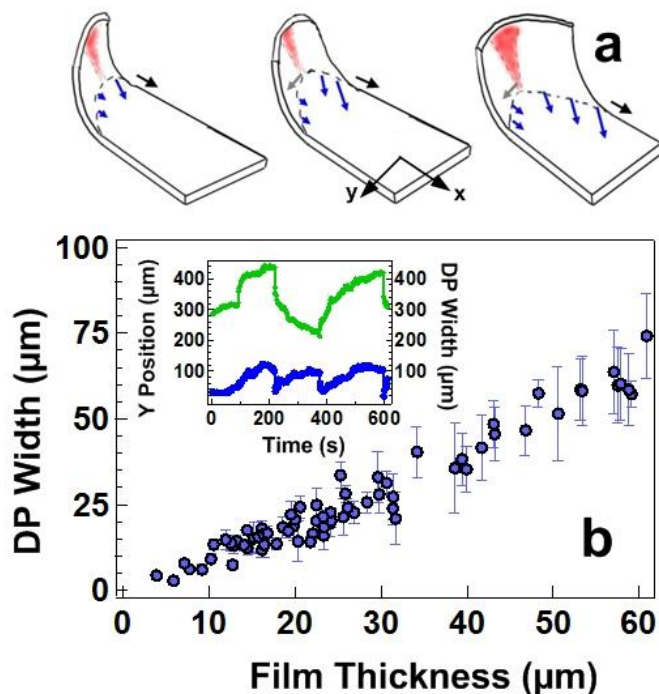 a
y x
100
75
50
25
0
DP Width (µm)
400
300
200
100
Y Position (µm)
400
300
200
100
DP Width (µm)
0 200 400 600
Time (s)
b
0 10 20 30 40 50 60
Film Thickness (µm)